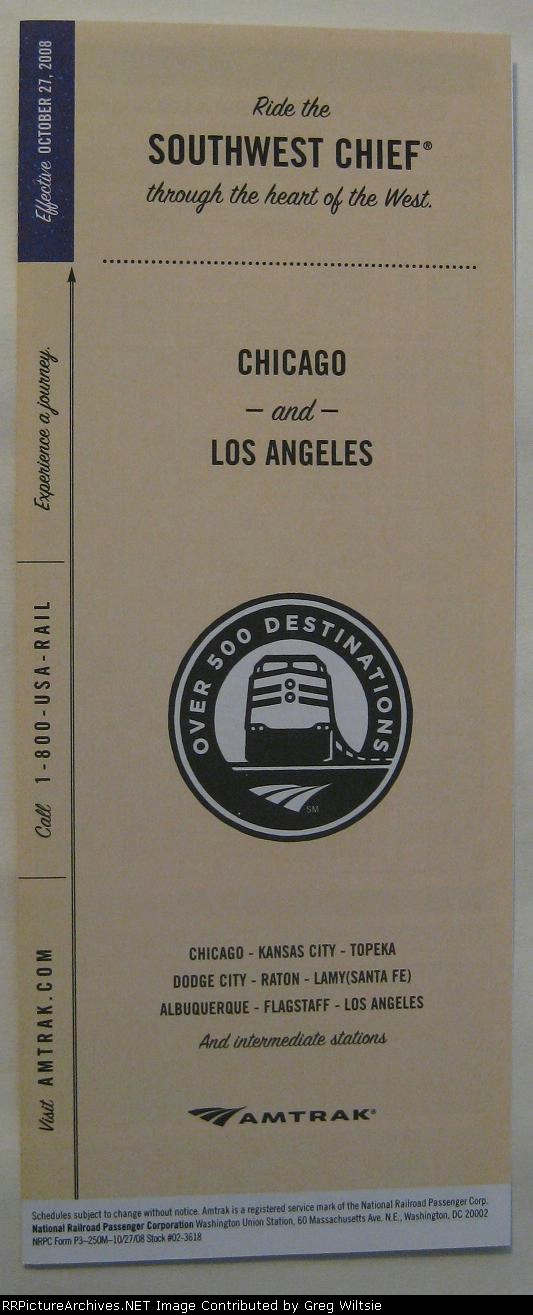 Effective OCTOBER 27, 2008
Ride the
SOUTHWEST CHIEF®
through the heart of the West.
Experience a journey.
CHICAGO
– and –
LOS ANGELES
Call 1-800-USA-RAIL
OVER 500 DESTINATIONS
SM
Visit AMTRAK.COM
CHICAGO - KANSAS CITY - TOPEKA
DODGE CITY - RATON - LAMY(SANTA FE)
ALBUQUERQUE - FLAGSTAFF - LOS ANGELES
And intermediate stations
AMTRAK®
Schedules subject to change without notice. Amtrak is a registered service mark of the National Railroad Passenger Corp.
National Railroad Passenger Corporation Washington Union Station, 60 Massachusetts Ave. N.E., Washington, DC 20002
NRPC Form P3–250M–10/27/08 Stock #02-3618
RRPictureArchives.NET Image Contributed by Greg Wiltsie